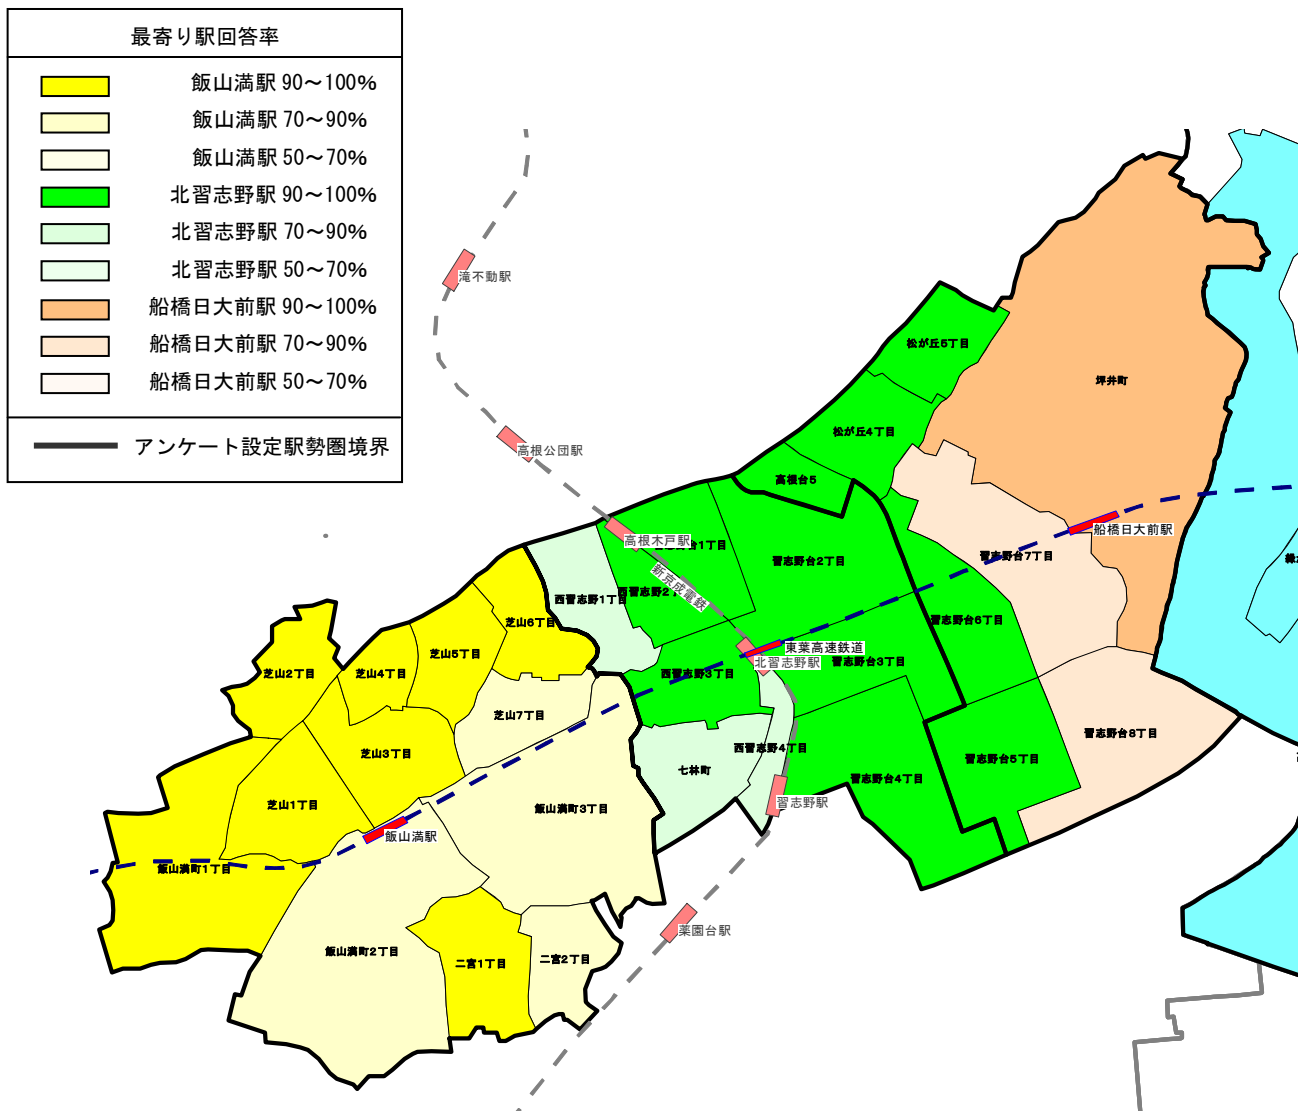 最寄り駅回答率
飯山満駅 90～100%
飯山満駅 70～90%
飯山満駅 50～70%
北習志野駅 90～100%
北習志野駅 70～90%
北習志野駅 50～70%
船橋日大前駅 90～100%
船橋日大前駅 70～90%
船橋日大前駅 50～70%
アンケート設定駅勢圏境界
滝不動駅
松が丘5丁目
坪井町
松が丘4丁目
高根公団駅
高根台5
船橋日大前駅
高根木戸駅
1丁目
習志野台2丁目
習志野台7丁目
新京成電鉄
西習志野1丁目
西習志野2丁
芝山6丁目
習志野台6丁目
東葉高速鉄道
北習志野駅
習志野台3丁目
芝山5丁目
芝山2丁目
芝山4丁目
西習志野3丁目
芝山7丁目
習志野台8丁目
芝山3丁目
西習志野4丁目
習志野台5丁目
七林町
習志野台4丁目
芝山1丁目
飯山満町3丁目
習志野駅
飯山満駅
飯山満町1丁目
薬園台駅
飯山満町2丁目
二宮1丁目
二宮2丁目